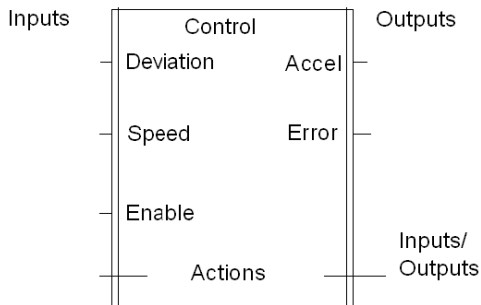 Inputs
Control
Outputs
Deviation
Accel
Speed
Error
Enable
Actions
Inputs/
Outputs